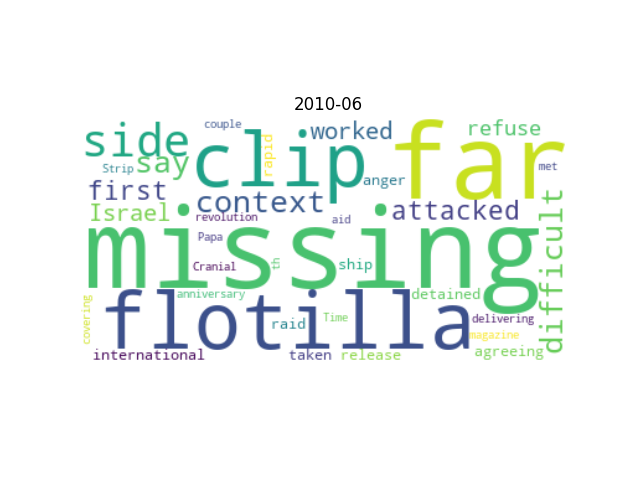 2010-06
couple
side
clip
rapid
worked
far
refuse
Strip
say
anger
met
first
context
Israel
revolution
aid
attacked
difficult
missing
Papa
Cranial
th
ship
covering
anniversary
detained
flotilla
raid
Time
delivering
magazine
international
taken
release
agreeing